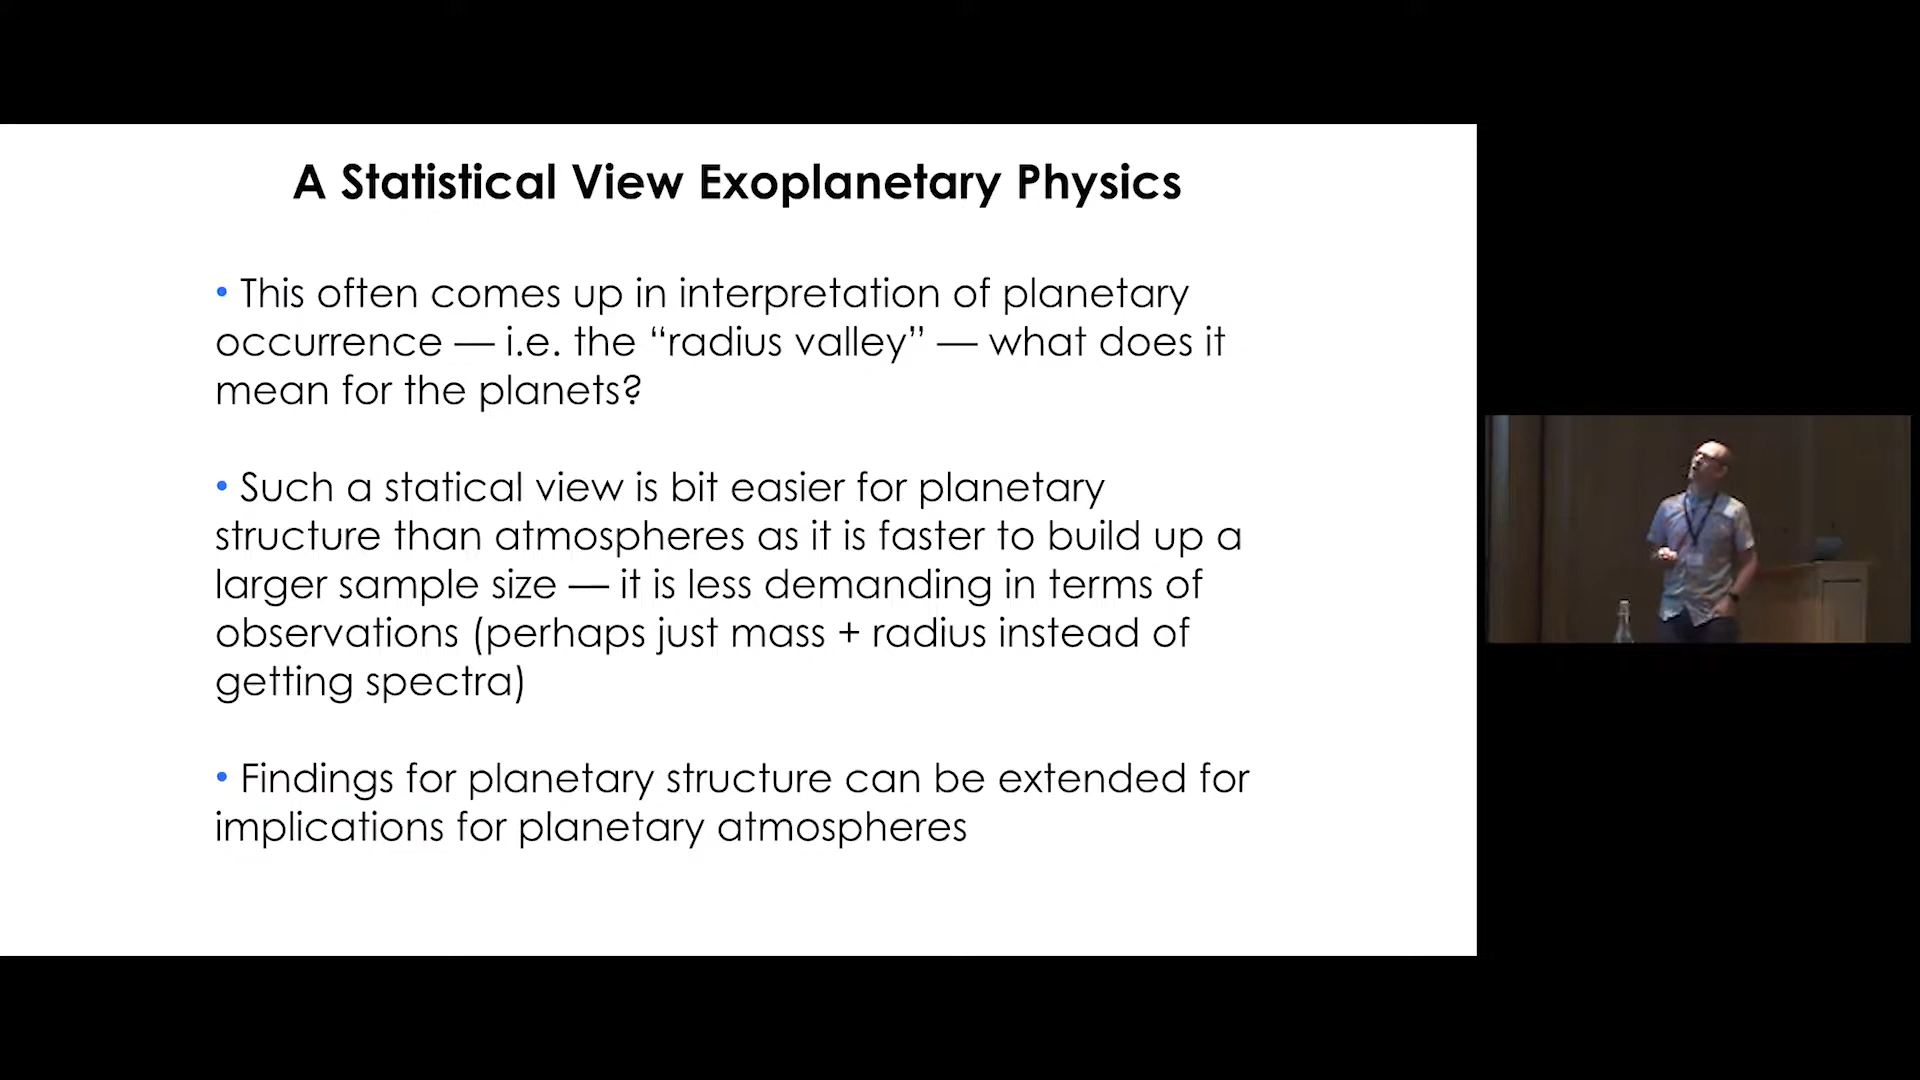 A Statistical View Exoplanetary Physics
• This often comes up in interpretation of planetary
occurrence — i.e. the “radius valley” — what does it
mean for the planets?
• Such a statical view is bit easier for planetary
structure than atmospheres as it is faster to build up a
larger sample size — it is less demanding in terms of
observations (perhaps just mass + radius instead of
getting spectra)
• Findings for planetary structure can be extended for
implications for planetary atmospheres